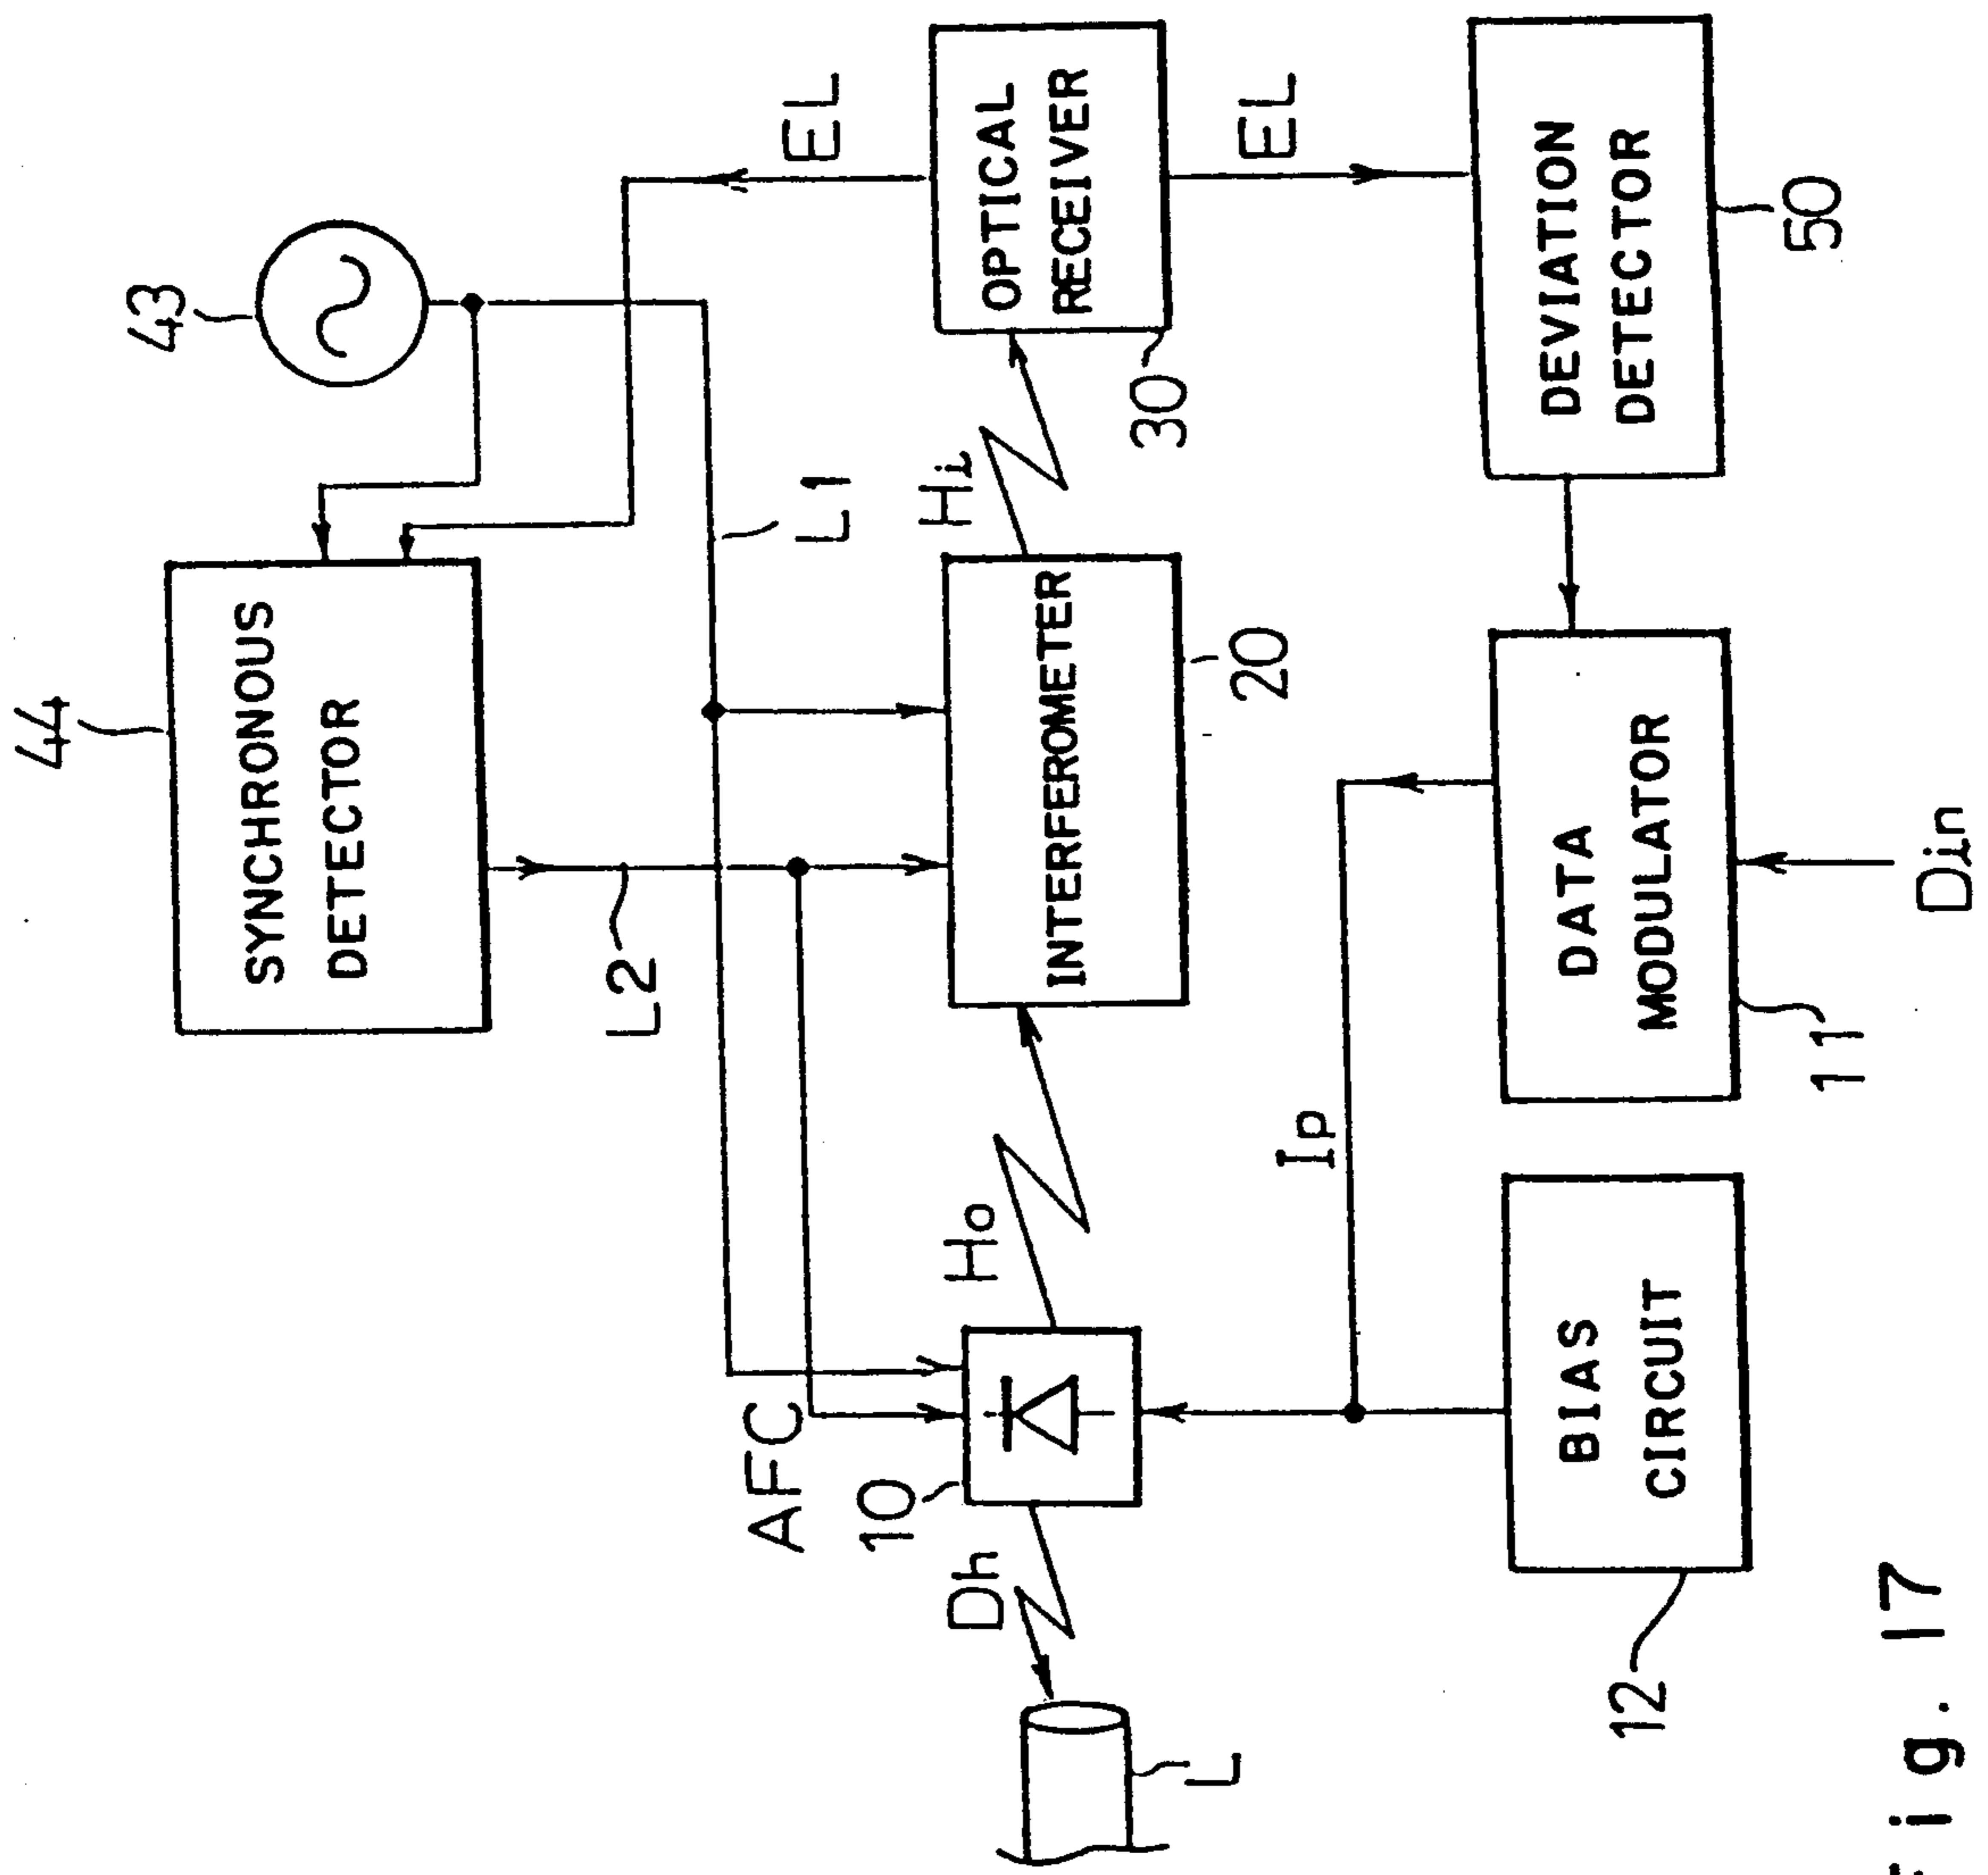 43
44
SYNCHRONOUS
DETECTOR
EL
L1
L2
AFC
10
Dh
Ho
INTERFEROMETER
20
Hi
OPTICAL
RECEIVER
30
EL
L
Ip
12
BIAS
CIRCUIT
DATA
MODULATOR
11
Din
DEVIATION
DETECTOR
50
Fig. 17